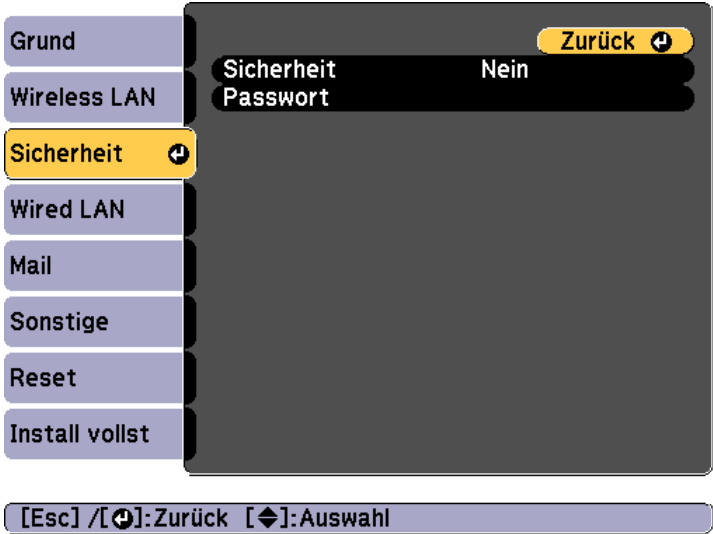 Grund
Wireless LAN
Sicherheit
Wired LAN
Mail
Sonstige
Reset
Install vollst
Zurück
Sicherheit Nein
Passwort
[Esc] /[⏎]:Zurück [◆]:Auswahl